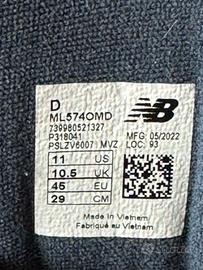 D
ML574OMD
739980521327
P318041
PSLZV6007 MVZ
NB
MFG. 05/2022
LOC. 93
11 US
10.5 UK
45 EU
29 CM
Made in Vietnam
Fabriqué au Vietnam